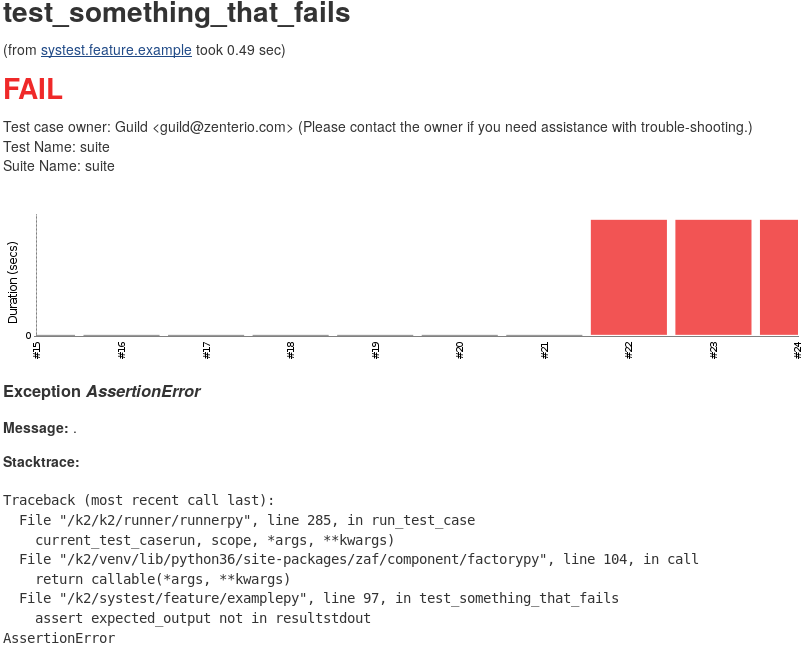 test_something_that_fails
(from systest.feature.example took 0.49 sec)
FAIL
Test case owner: Guild <guild@zenterio.com> (Please contact the owner if you need assistance with trouble-shooting.)
Test Name: suite
Suite Name: suite
Duration (secs)
0
#15 #16 #17 #18 #19 #20 #21 #22 #23 #24
Exception AssertionError
Message: .
Stacktrace:
Traceback (most recent call last):
  File "/k2/k2/runner/runnerpy", line 285, in run_test_case
    current_test_caserun, scope, *args, **kwargs)
  File "/k2/venv/lib/python36/site-packages/zaf/component/factorypy", line 104, in call
    return callable(*args, **kwargs)
  File "/k2/systest/feature/examplepy", line 97, in test_something_that_fails
    assert expected_output not in resultstdout
AssertionError